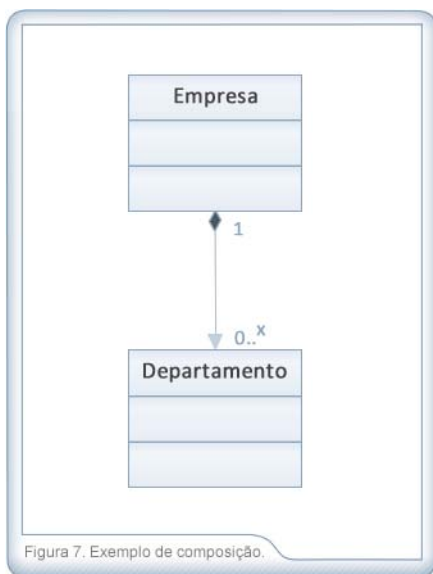 Empresa
1
0..x
Departamento
Figura 7. Exemplo de composição.